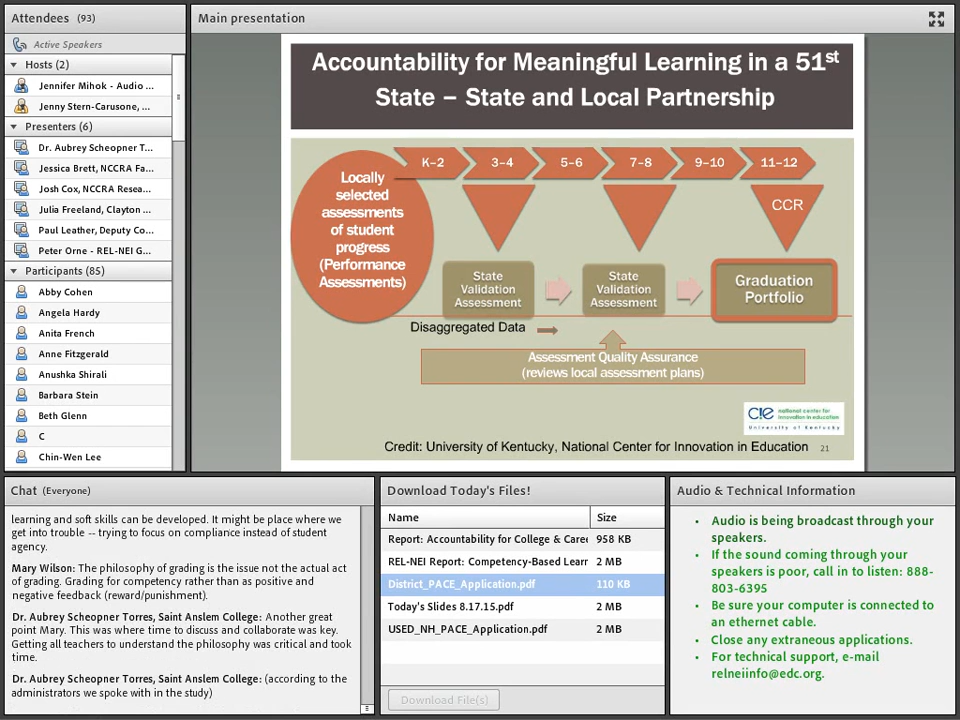 Attendees (93)
Active Speakers
Hosts (2)
Jennifer Mihok - Audio ...
Jenny Stern-Carusone, ...
Presenters (6)
Dr. Aubrey Scheopner T...
Jessica Brett, NCCRA Fa...
Josh Cox, NCCRA Resea...
Julia Freeland, Clayton ...
Paul Leather, Deputy Co...
Peter Orne - REL-NEI G...
Participants (85)
Abby Cohen
Angela Hardy
Anita French
Anne Fitzgerald
Anushka Shirali
Barbara Stein
Beth Glenn
C
Chin-Wen Lee
Main presentation
Accountability for Meaningful Learning in a 51st
State – State and Local Partnership
K–2 3–4 5–6 7–8 9–10 11–12
Locally
selected
assessments
of student
progress
(Performance
Assessments)
CCR
State
Validation
Assessment
State
Validation
Assessment
Graduation
Portfolio
Disaggregated Data
Assessment Quality Assurance
(reviews local assessment plans)
cie national center for
innovation in education
University of Kentucky
Credit: University of Kentucky, National Center for Innovation in Education 21
Chat (Everyone)
learning and soft skills can be developed. It might be place where we
get into trouble -- trying to focus on compliance instead of student
agency.
Mary Wilson: The philosophy of grading is the issue not the actual act
of grading. Grading for competency rather than as positive and
negative feedback (reward/punishment).
Dr. Aubrey Scheopner Torres, Saint Anslem College: Another great
point Mary. This was where time to discuss and collaborate was key.
Getting all teachers to understand the philosophy was critical and took
time.
Dr. Aubrey Scheopner Torres, Saint Anslem College: (according to the
administrators we spoke with in the study)
Download Today's Files!
Name Size
Report: Accountability for College & Caree 958 KB
REL-NEI Report: Competency-Based Learr 2 MB
District_PACE_Application.pdf 110 KB
Today's Slides 8.17.15.pdf 2 MB
USED_NH_PACE_Application.pdf 2 MB
Download File(s)
Audio & Technical Information
• Audio is being broadcast through your
speakers.
• If the sound coming through your
speakers is poor, call in to listen: 888-
803-6395
• Be sure your computer is connected to
an ethernet cable.
• Close any extraneous applications.
• For technical support, e-mail
relneiinfo@edc.org.